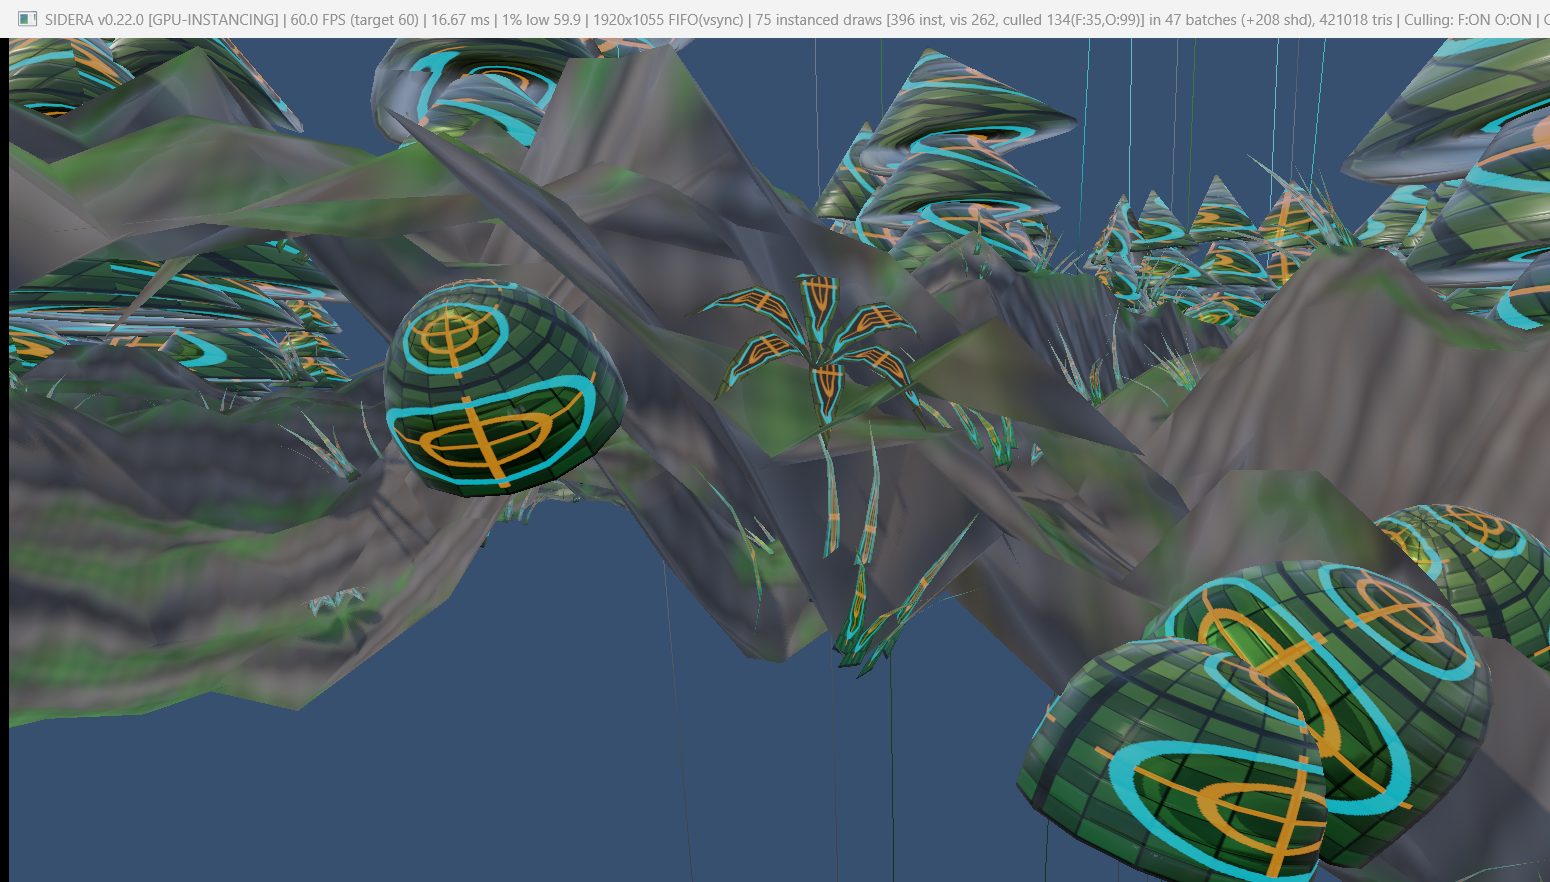 SIDERA v0.22.0 [GPU-INSTANCING] | 60.0 FPS (target 60) | 16.67 ms | 1% low 59.9 | 1920x1055 FIFO(vsync) | 75 instanced draws [396 inst, vis 262, culled 134(F:35,O:99)] in 47 batches (+208 shd), 421018 tris | Culling: F:ON O:ON |